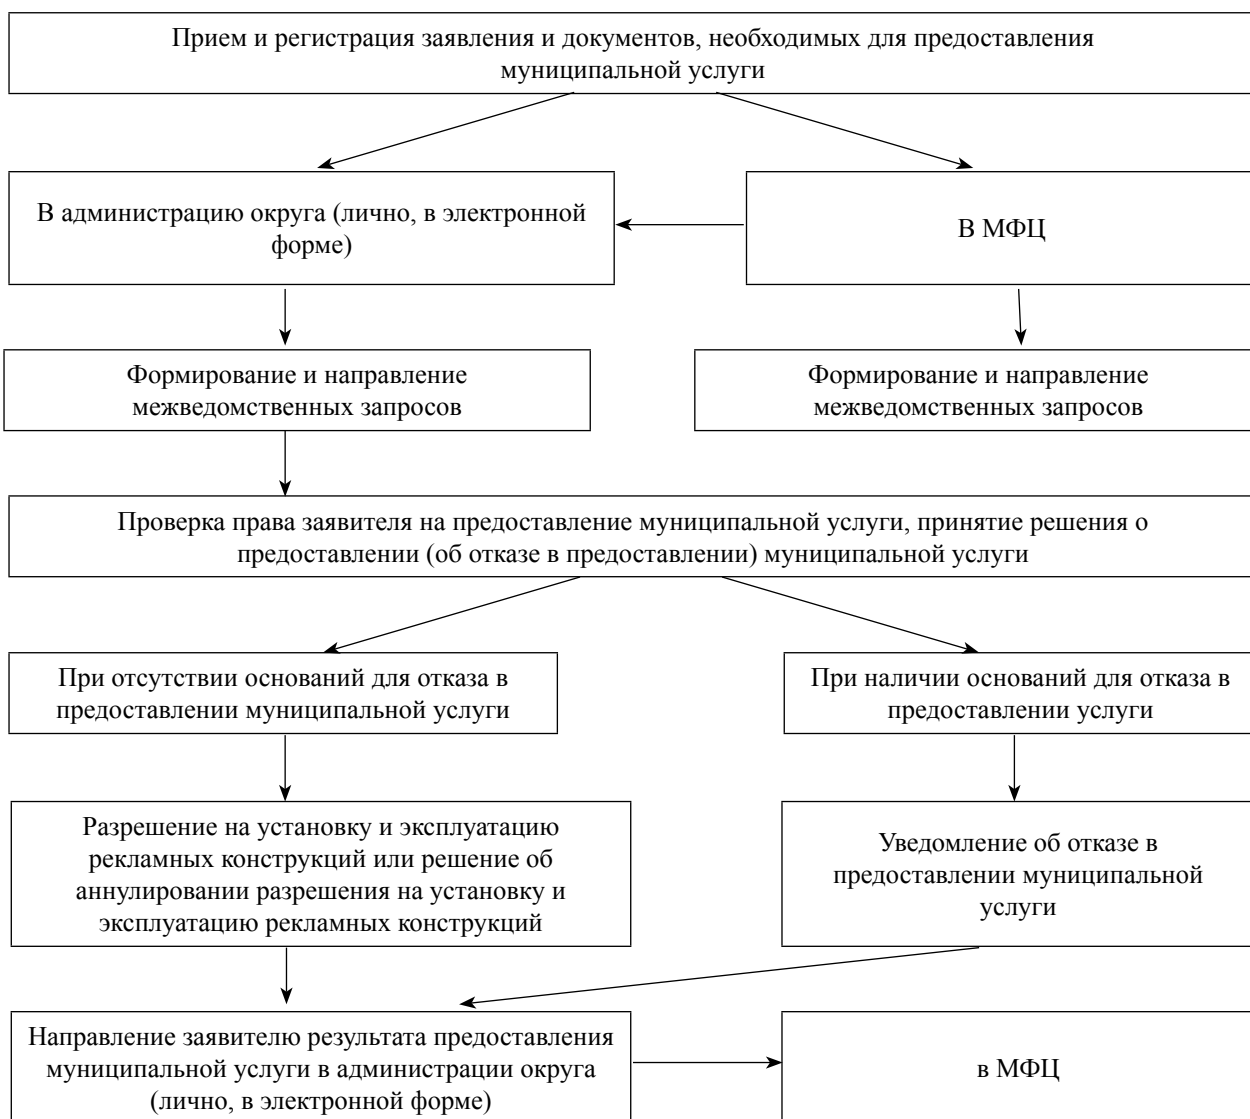 Прием и регистрация заявления и документов, необходимых для предоставления
муниципальной услуги
В администрацию округа (лично, в электронной
форме)
В МФЦ
Формирование и направление
межведомственных запросов
Формирование и направление
межведомственных запросов
Проверка права заявителя на предоставление муниципальной услуги, принятие решения о
предоставлении (об отказе в предоставлении) муниципальной услуги
При отсутствии оснований для отказа в
предоставлении муниципальной услуги
При наличии оснований для отказа в
предоставлении услуги
Разрешение на установку и эксплуатацию
рекламных конструкций или решение об
аннулировании разрешения на установку и
эксплуатацию рекламных конструкций
Уведомление об отказе в
предоставлении муниципальной
услуги
Направление заявителю результата предоставления
муниципальной услуги в администрации округа
(лично, в электронной форме)
в МФЦ